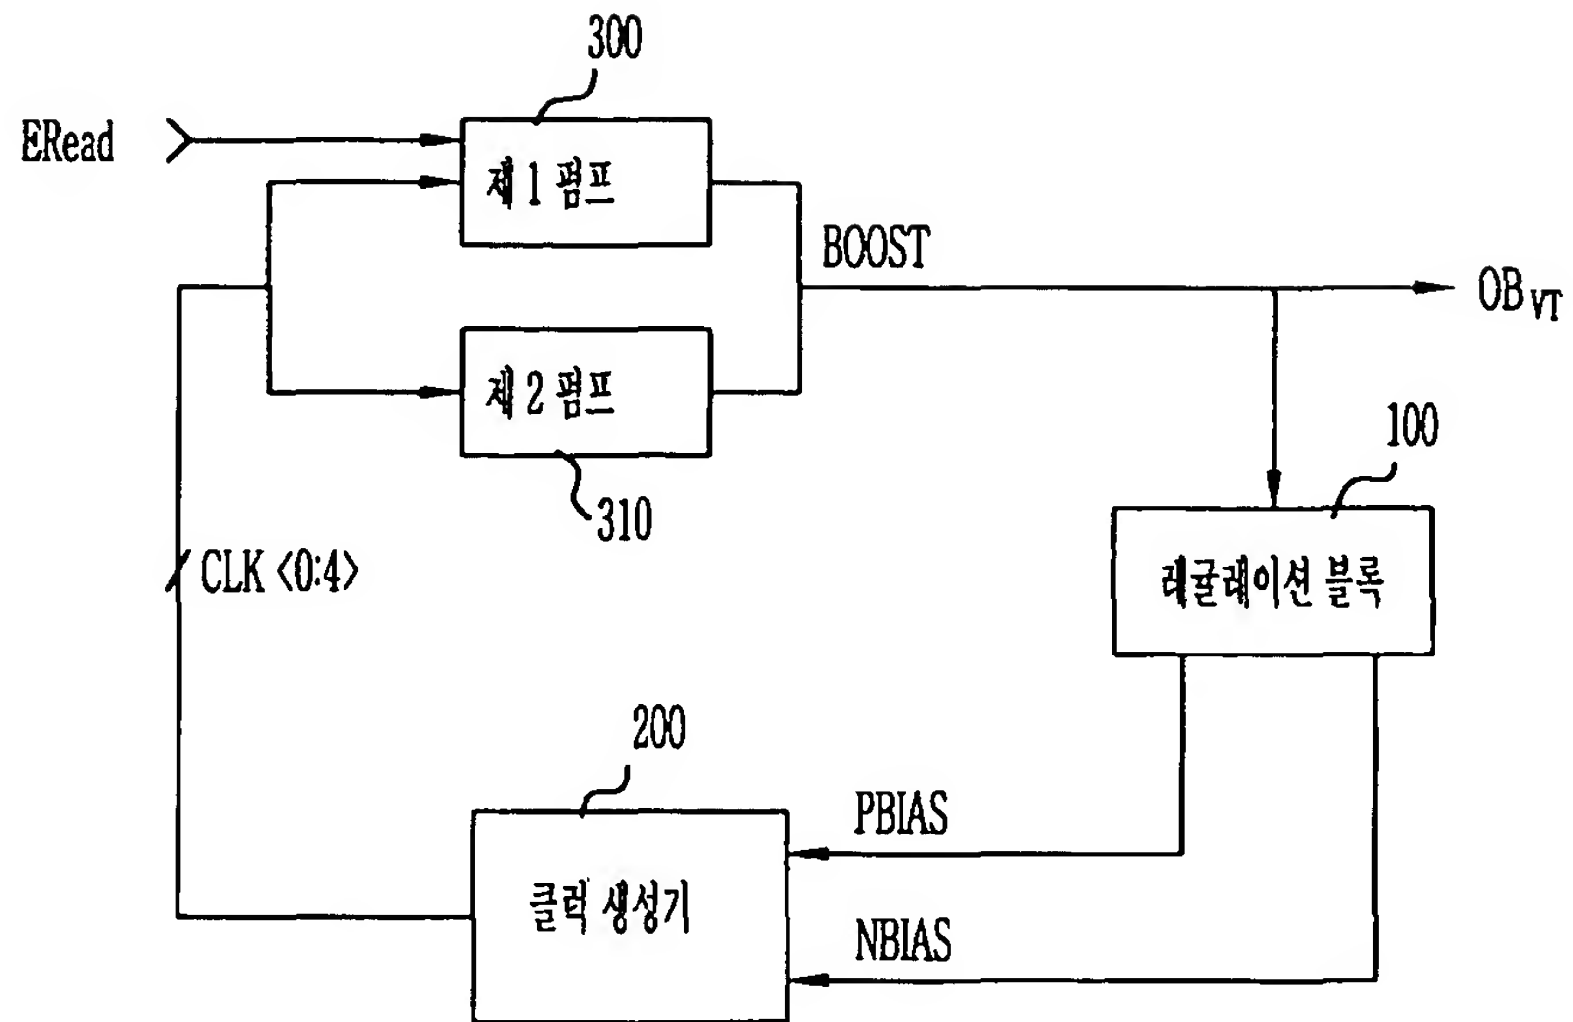 300
ERead
제1 펌프
BOOST
OB VT
제2 펌프
310
100
CLK <0:4>
레귤레이션 블록
200
PBIAS
클럭 생성기
NBIAS